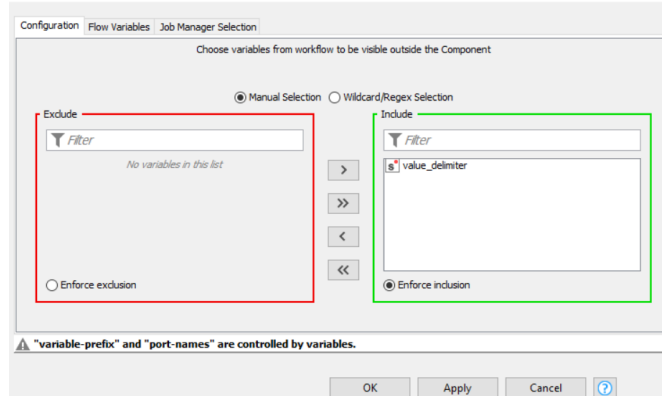 Configuration Flow Variables Job Manager Selection
Choose variables from workflow to be visible outside the Component
Manual Selection Wildcard/Regex Selection
Exclude Include
Filter Filter
No variables in this list s value_delimiter
>
>>
<
<<
Enforce exclusion Enforce inclusion
"variable-prefix" and "port-names" are controlled by variables.
OK Apply Cancel ?